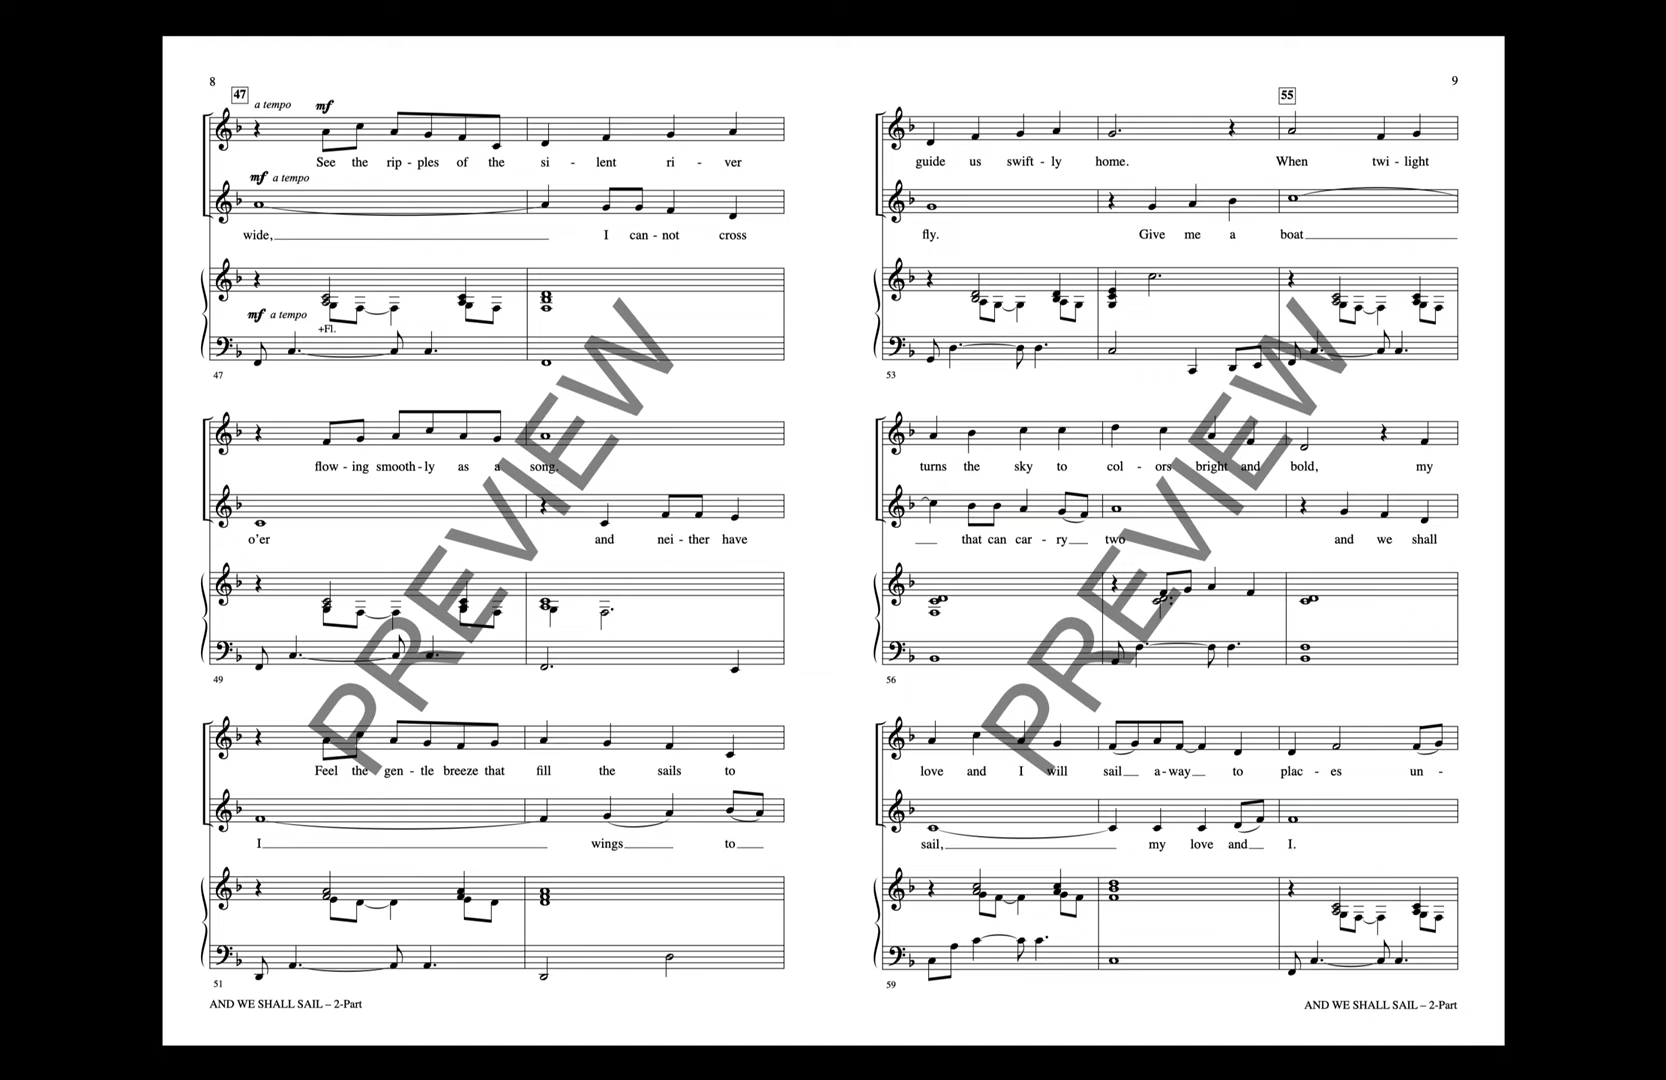 8
47
a tempo mf
See the rip - ples of the si - lent ri - ver
mf a tempo
wide, I can - not cross
mf a tempo
+Fl.
47
flow - ing smooth - ly as a song.
o'er and nei - ther have
49
Feel the gen - tle breeze that fill the sails to
I wings to
51
AND WE SHALL SAIL – 2-Part
9
55
guide us swift - ly home. When twi - light
fly. Give me a boat
53
turns the sky to col - ors bright and bold, my
that can car - ry two and we shall
56
love and I will sail a - way to plac - es un -
sail, my love and I.
59
AND WE SHALL SAIL – 2-Part
PREVIEW
PREVIEW